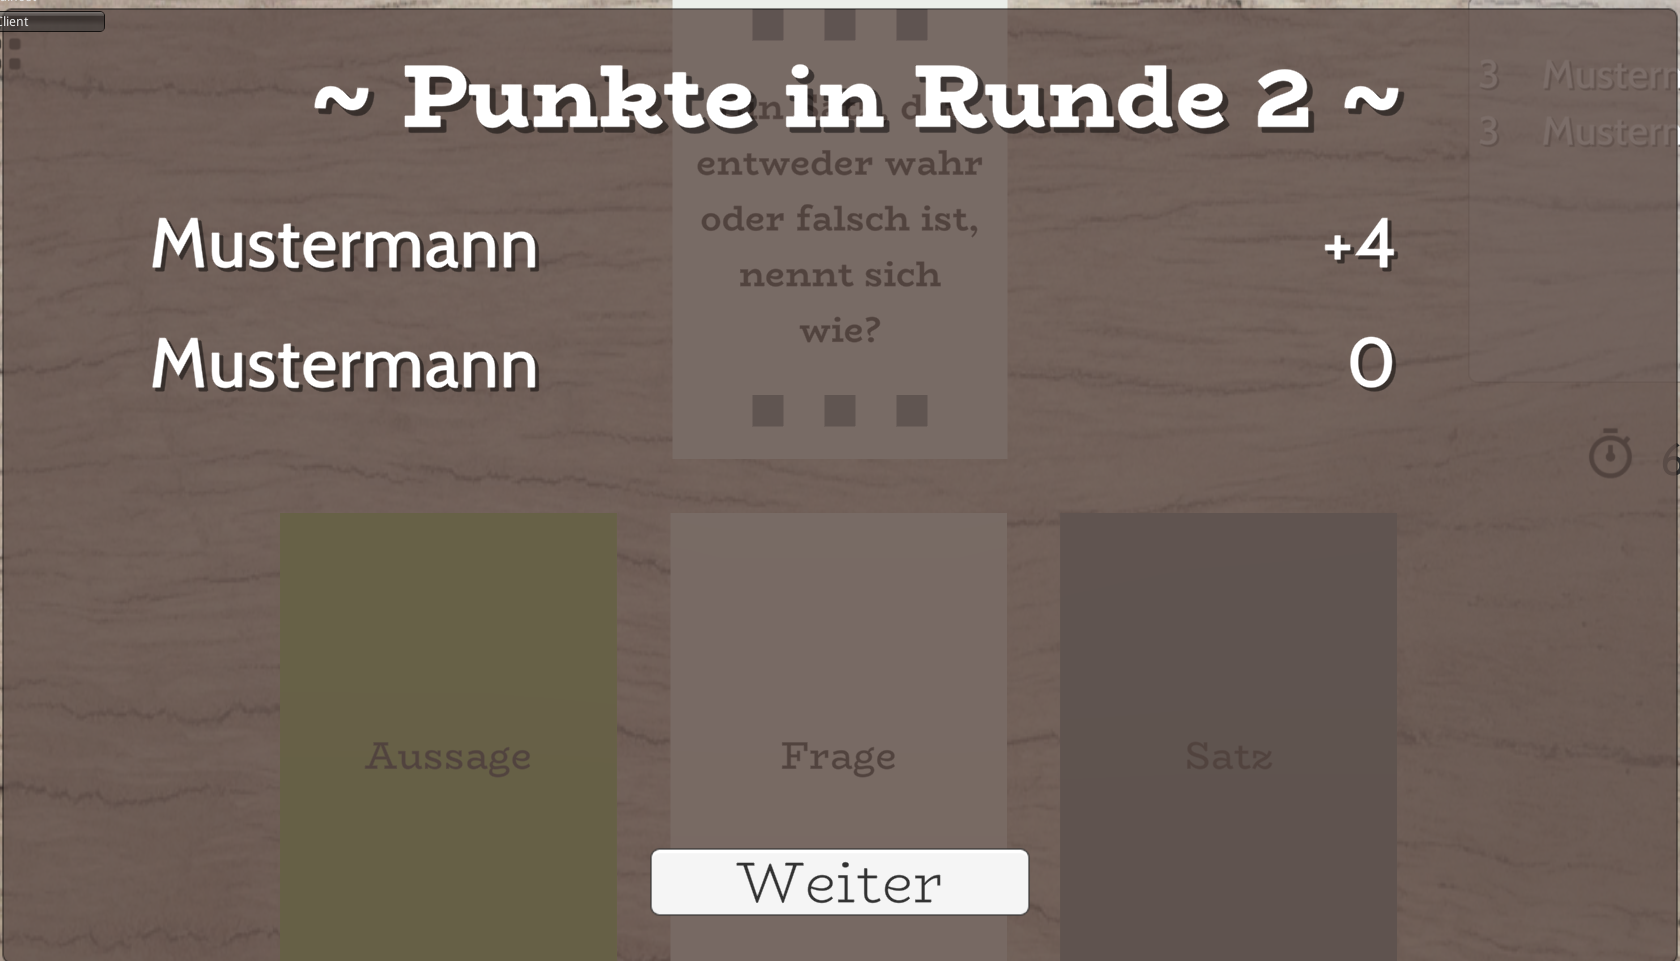 Client
~ Punkte in Runde 2 ~
3 Mustern
3 Mustern
entweder wahr
oder falsch ist,
nennt sich
wie?
Mustermann +4
Mustermann 0
Aussage
Frage
Satz
Weiter